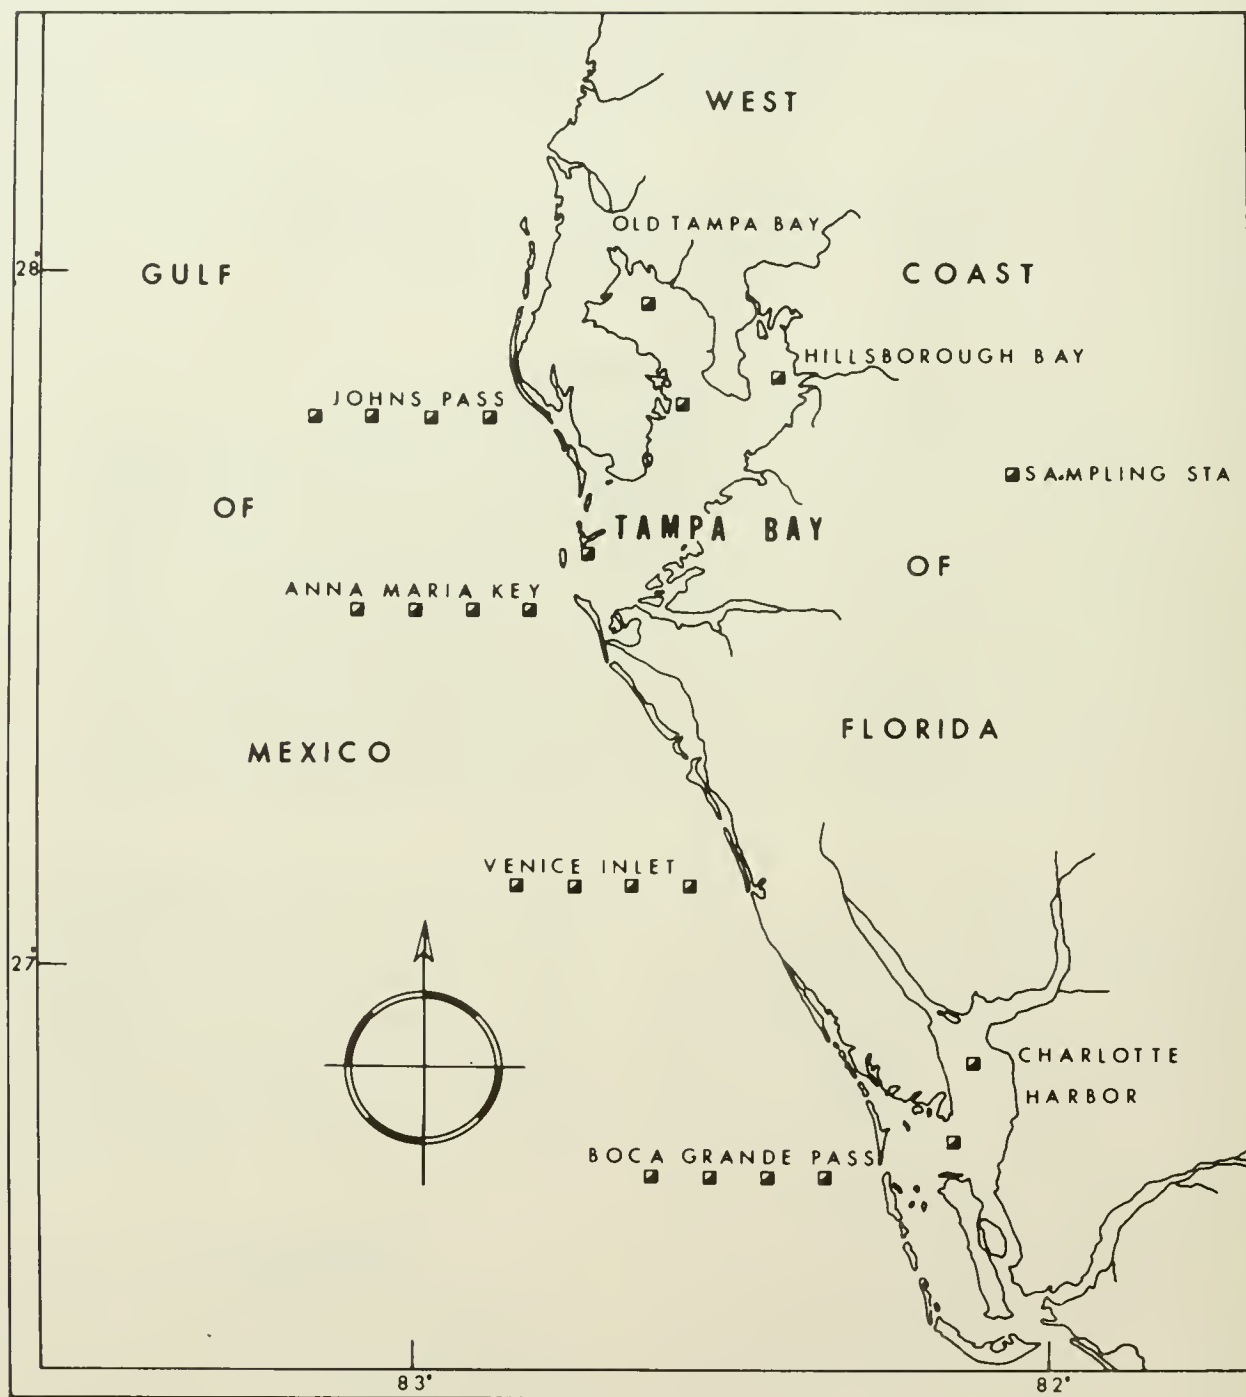 WEST
OLD TAMPA BAY
28°
GULF
COAST
HILLSBOROUGH BAY
JOHNS PASS
SAMPLING STA
OF
TAMPA BAY
OF
ANNA MARIA KEY
FLORIDA
MEXICO
VENICE INLET
27°
CHARLOTTE
HARBOR
BOCA GRANDE PASS
83°
82°